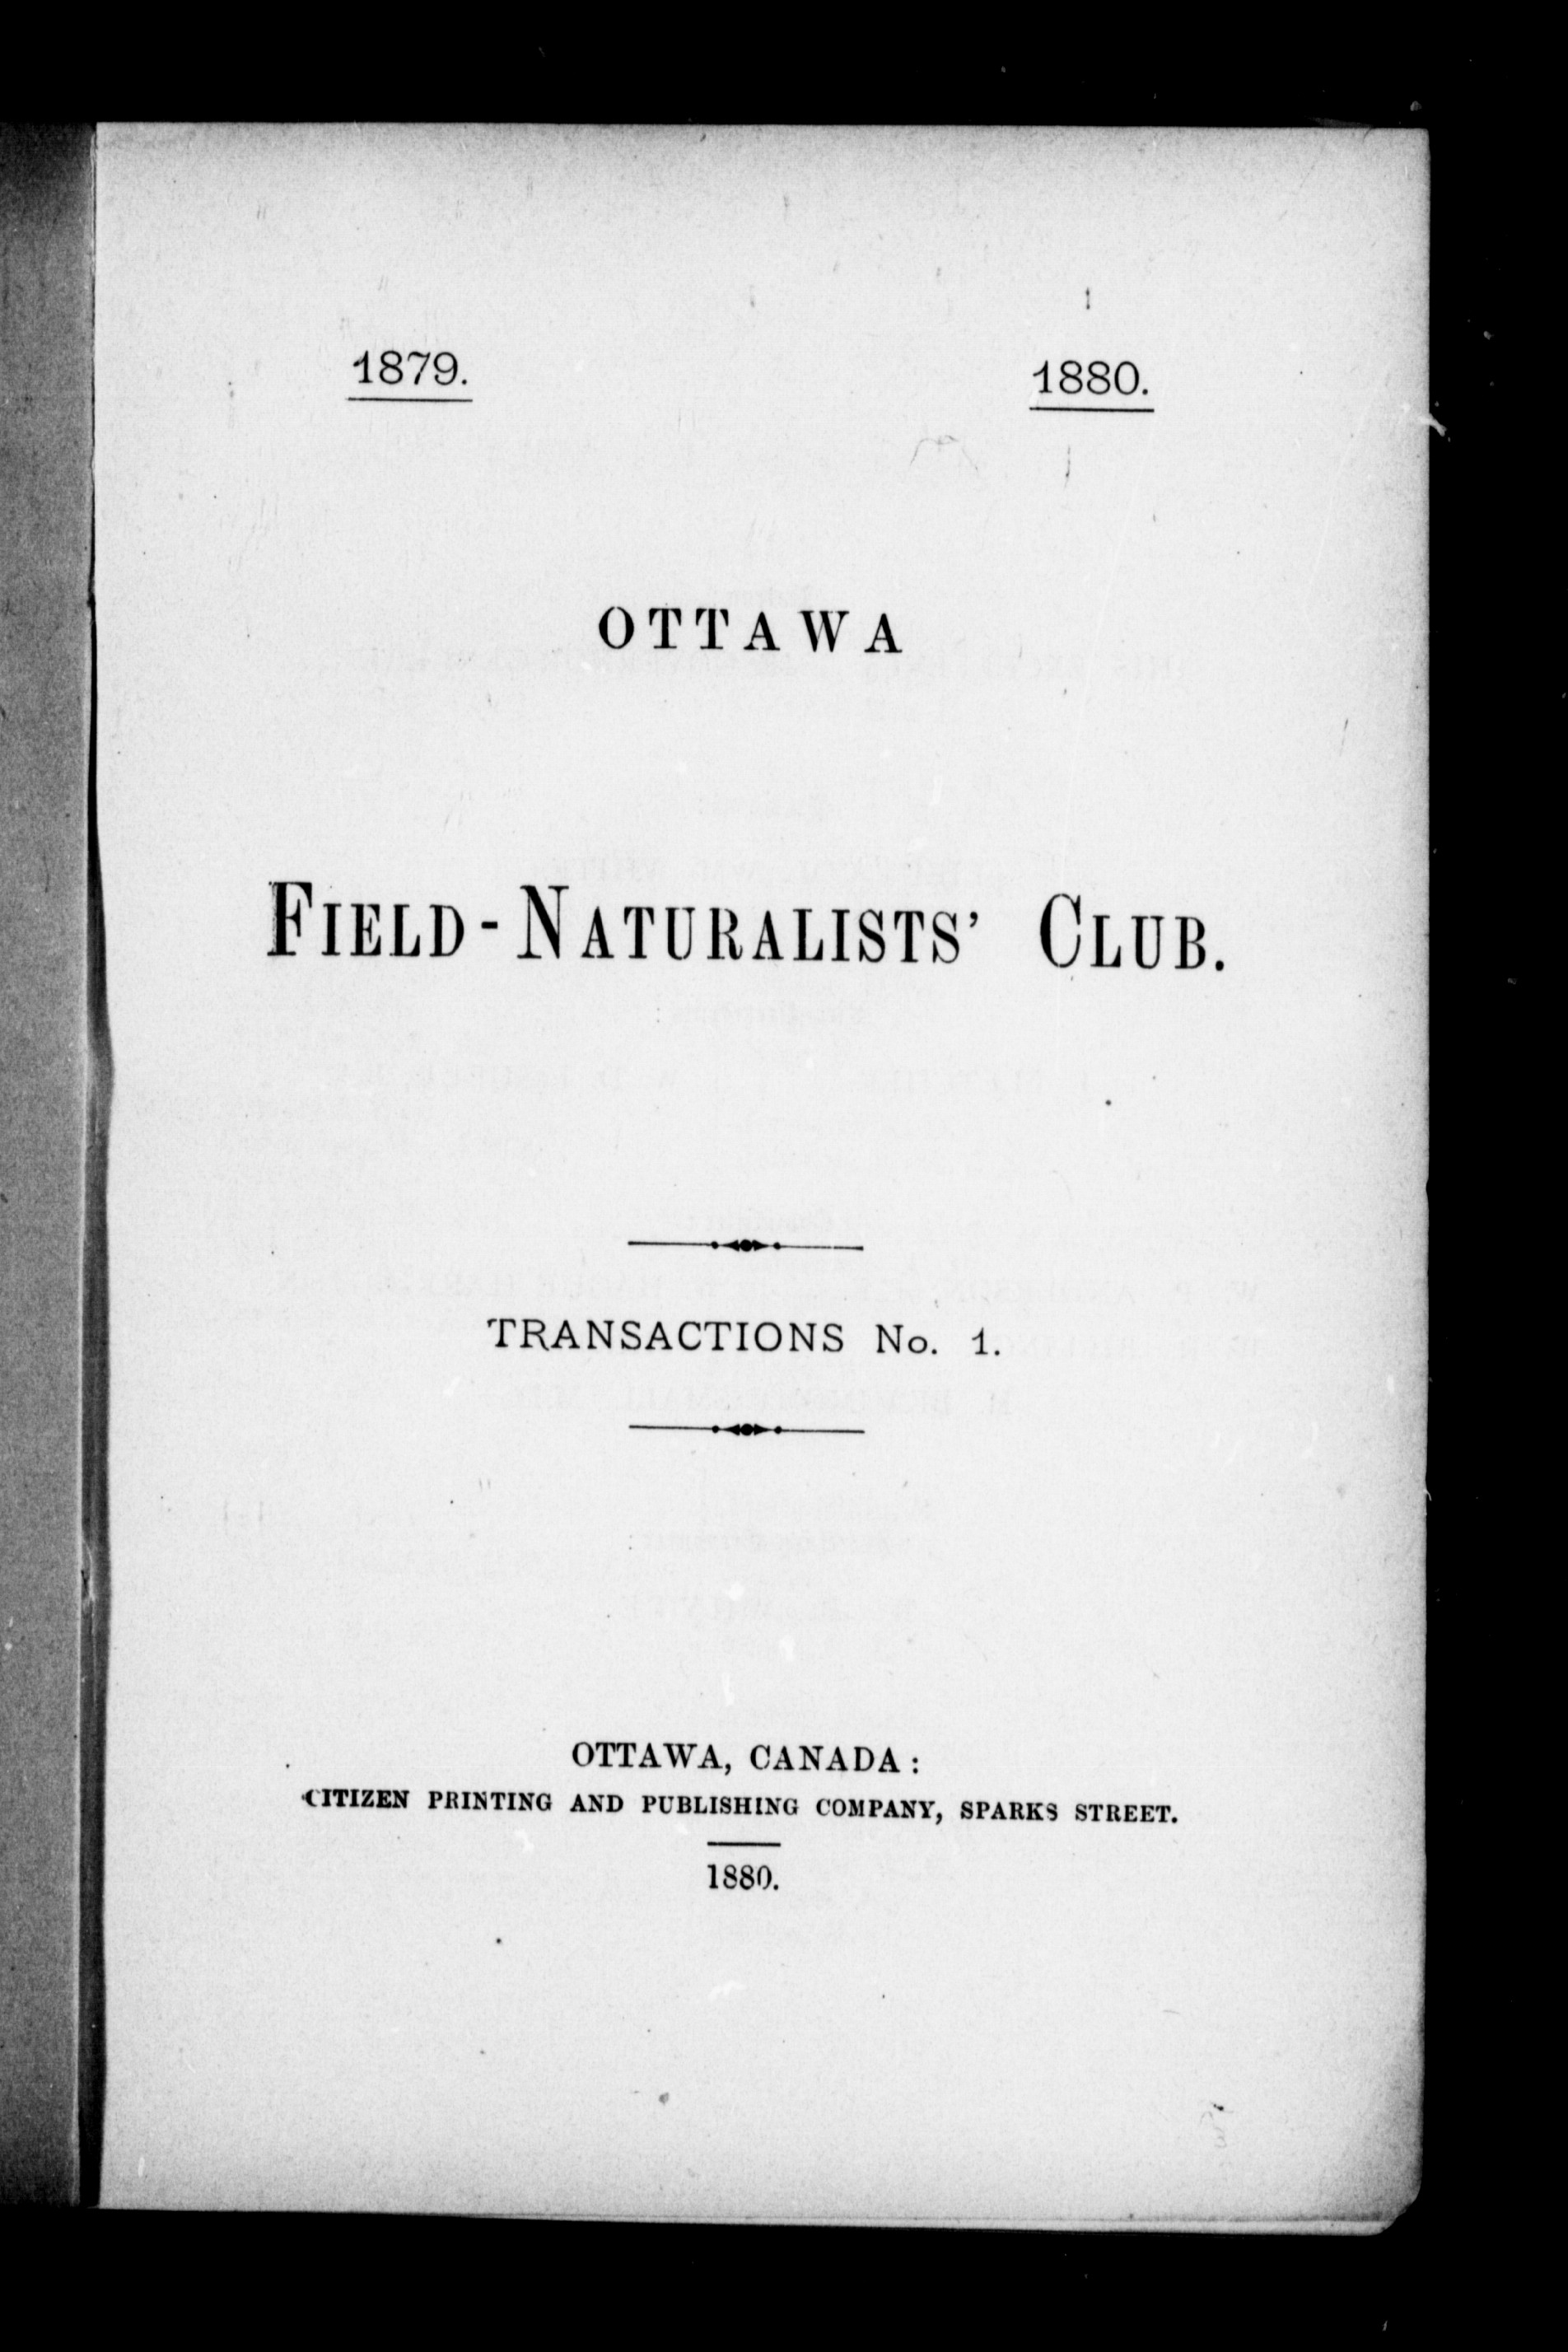 1879. 1880.
OTTAWA
FIELD-NATURALISTS' CLUB.
TRANSACTIONS No. 1.
OTTAWA, CANADA:
CITIZEN PRINTING AND PUBLISHING COMPANY, SPARKS STREET.
1880.